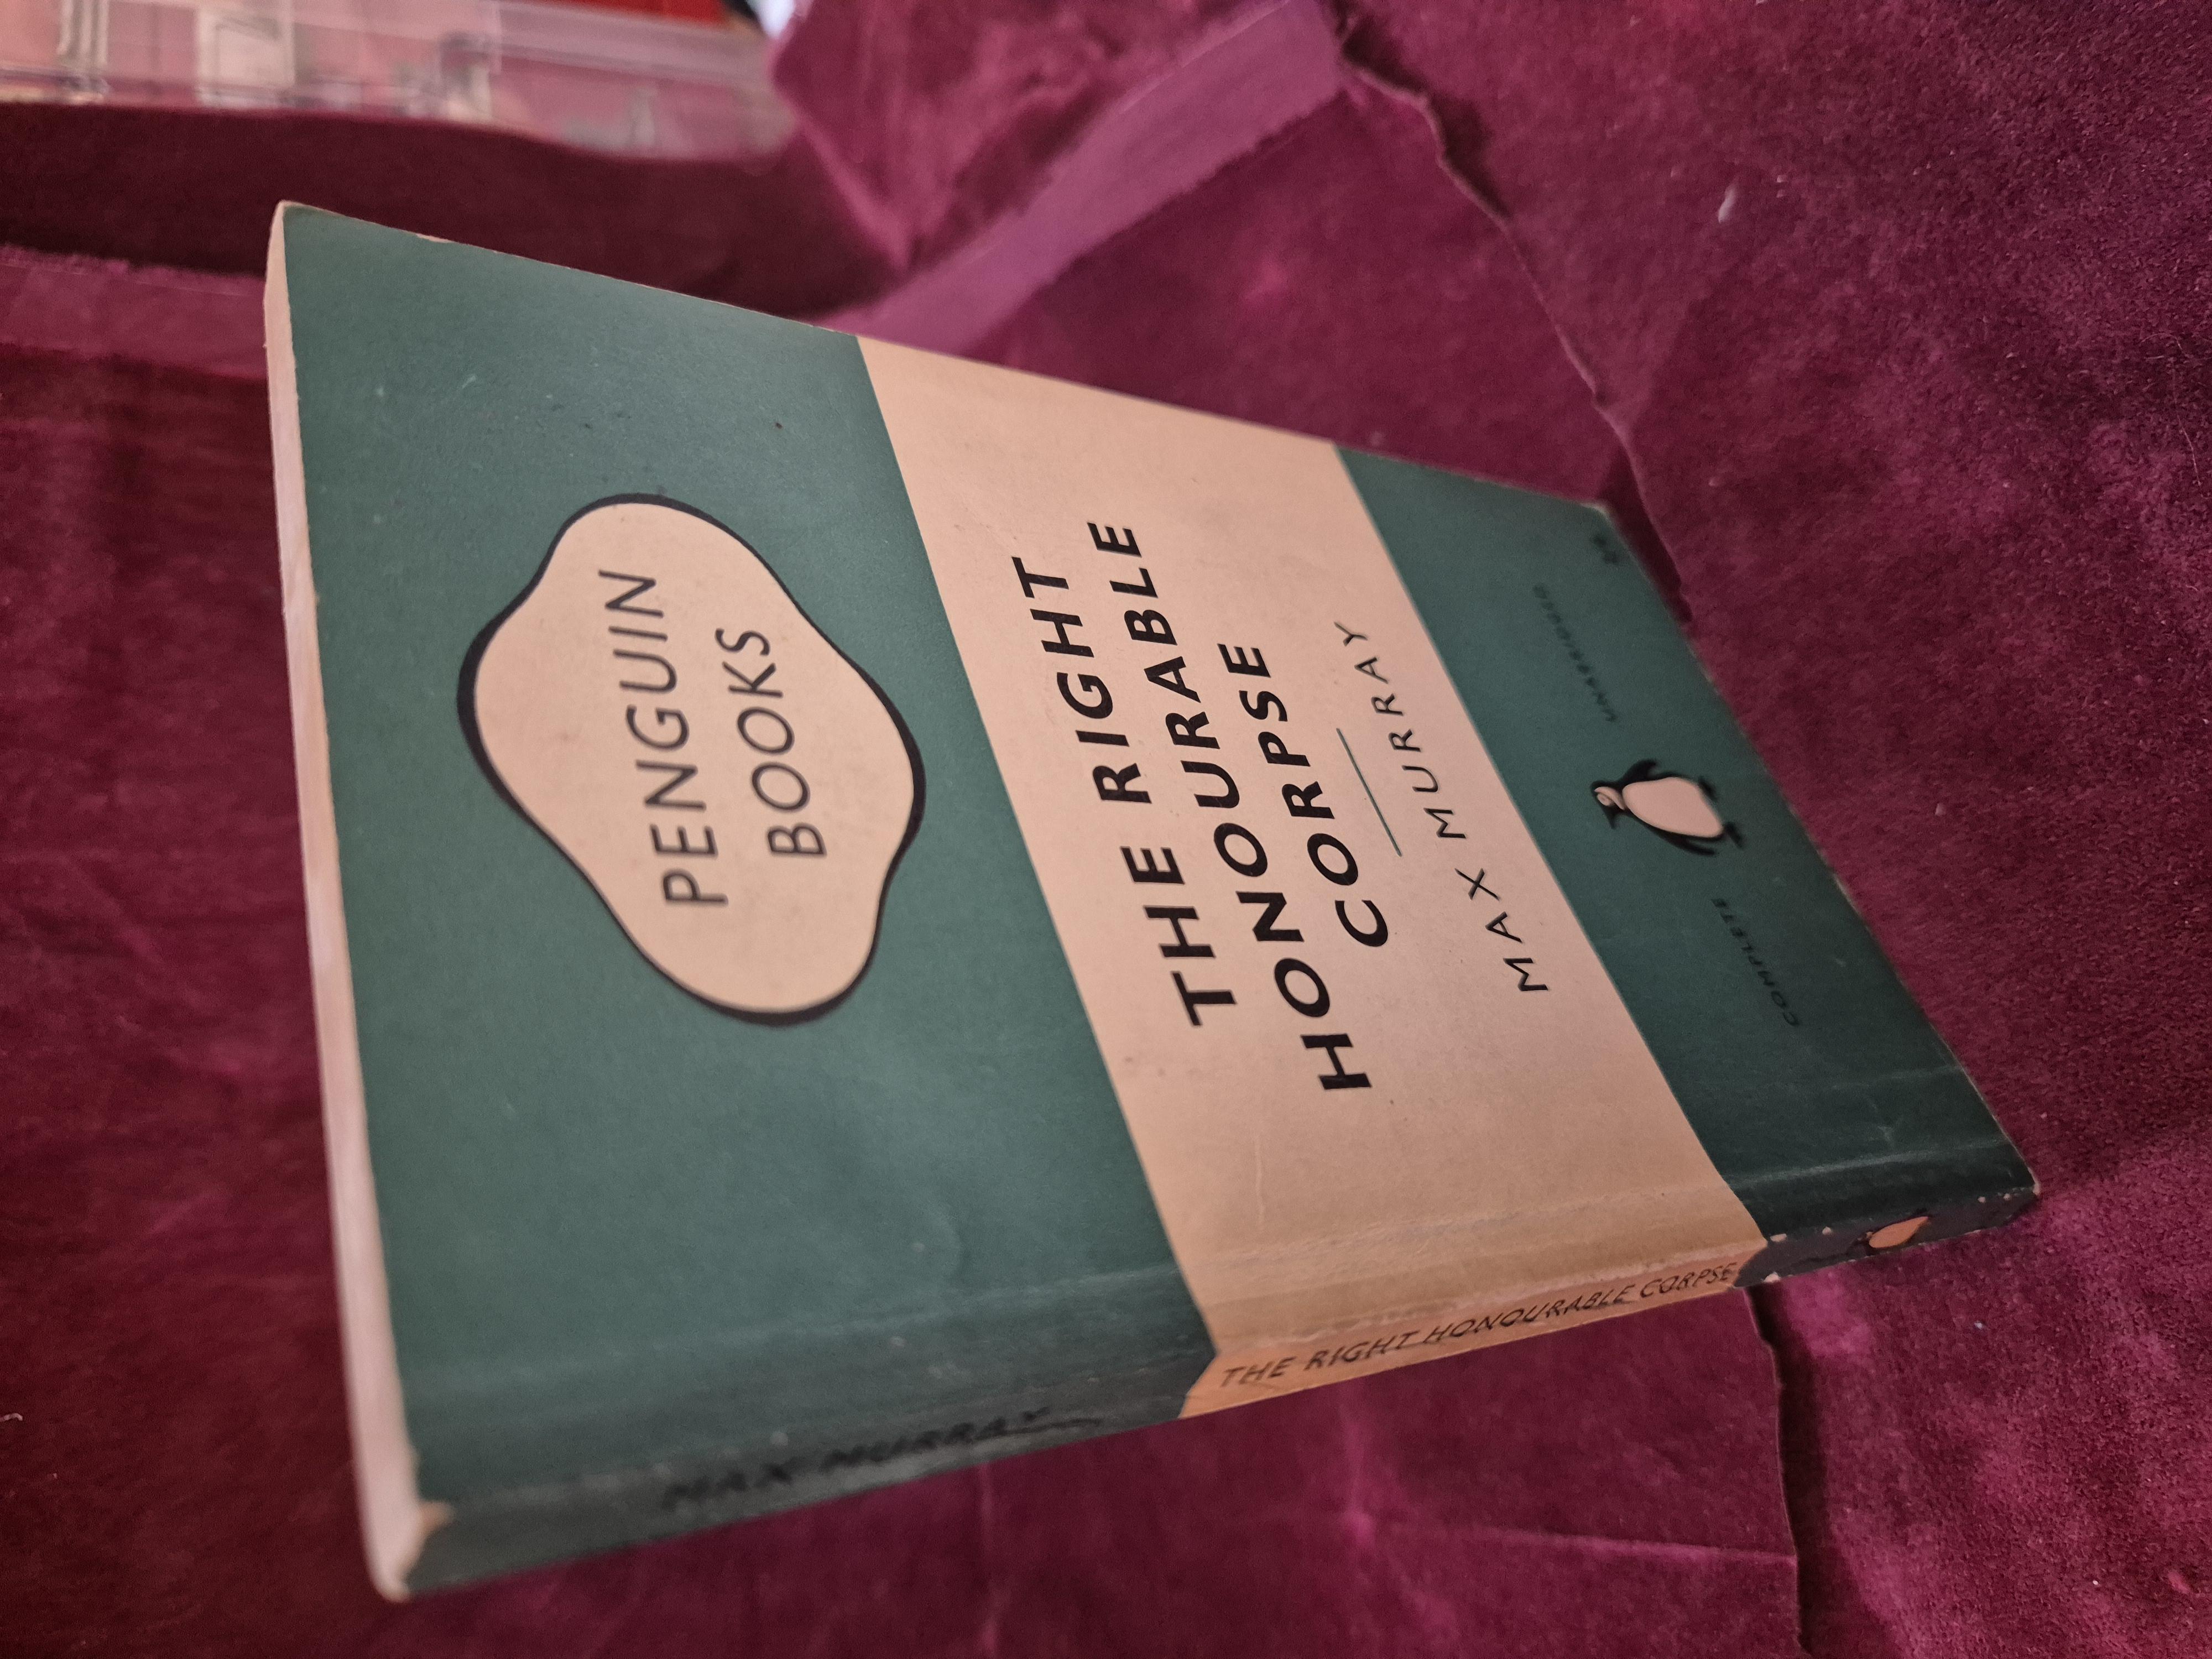 PENGUIN
BOOKS
THE RIGHT
HONOURABLE
CORPSE
MAX MURRAY
COMPLETE
UNABRIDGED
MAX MURRAY
THE RIGHT HONOURABLE CORPSE